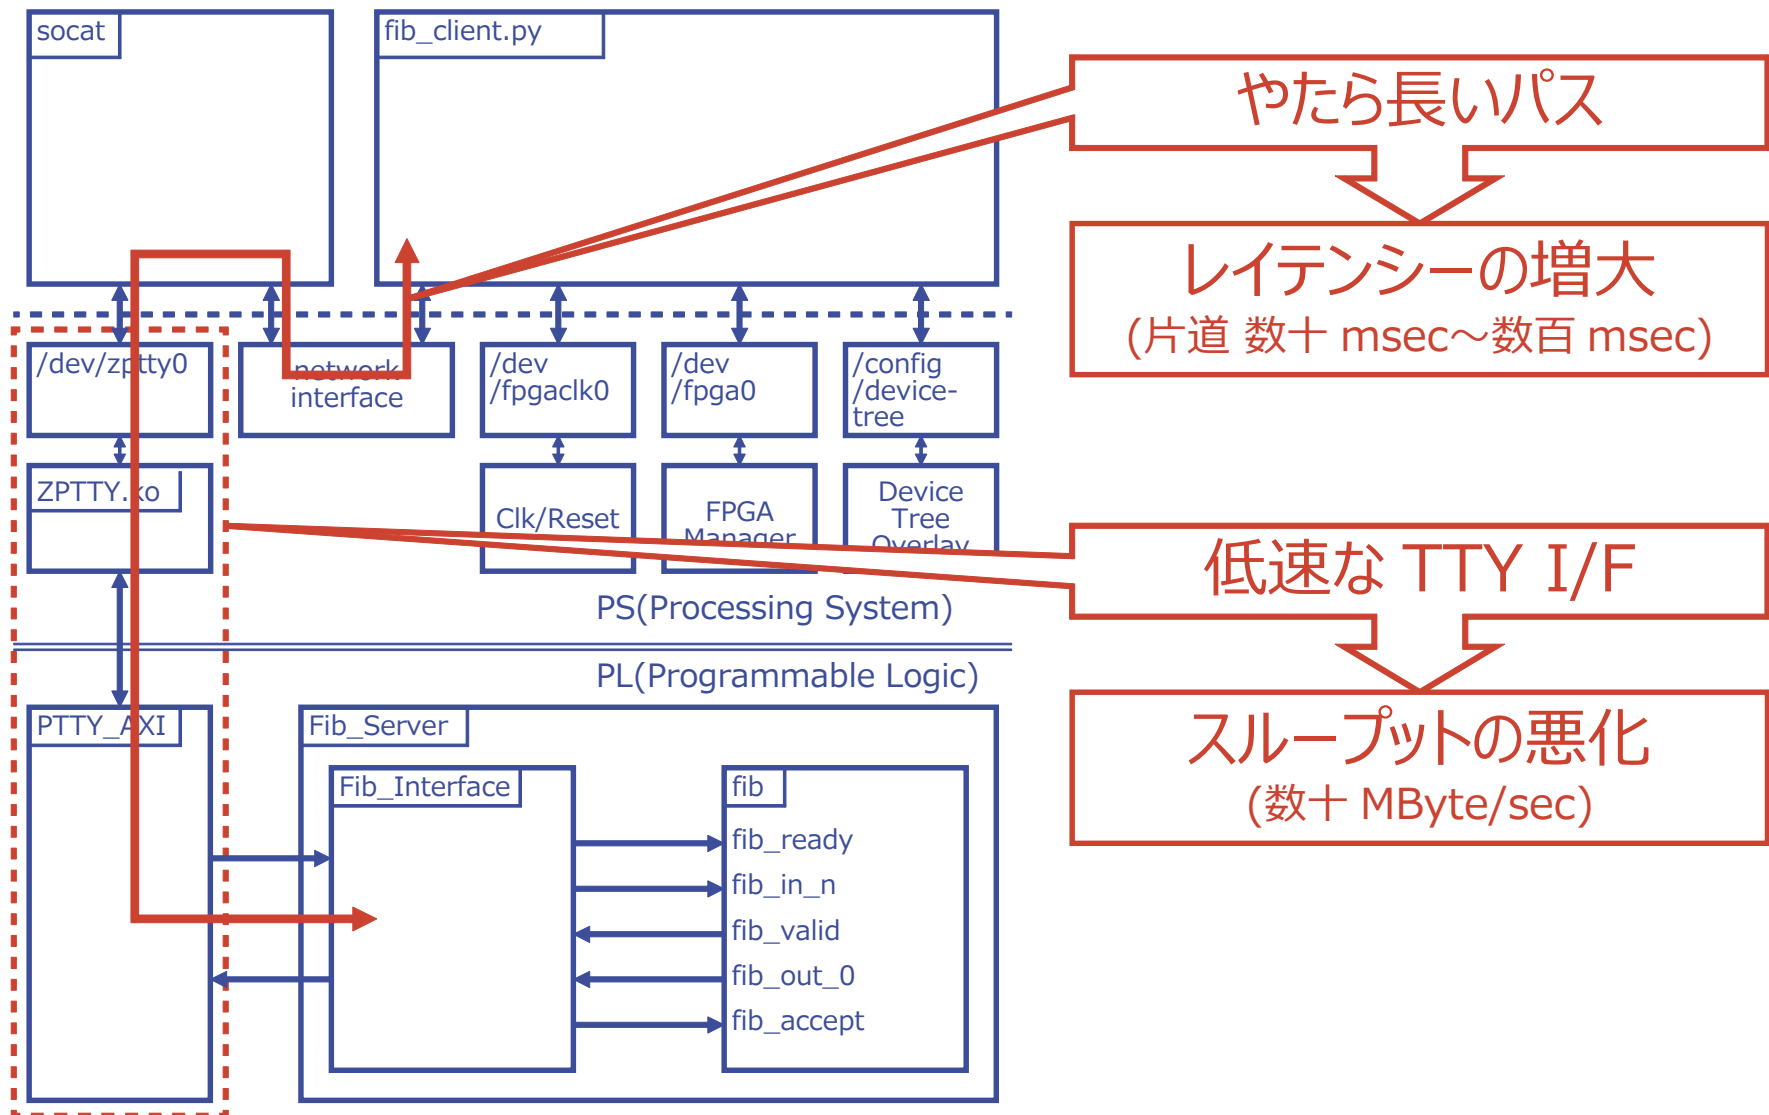 socat
fib_client.py
やたら長いパス
レイテンシーの増大
(片道 数十 msec～数百 msec)
/dev/zptty0
network
interface
/dev
/fpgaclk0
/dev
/fpga0
/config
/device-
tree
ZPTTY.ko
Clk/Reset
FPGA
Manager
Device
Tree
Overlay
低速な TTY I/F
PS(Processing System)
PL(Programmable Logic)
スループットの悪化
(数十 MByte/sec)
PTTY_AXI
Fib_Server
Fib_Interface
fib
fib_ready
fib_in_n
fib_valid
fib_out_0
fib_accept